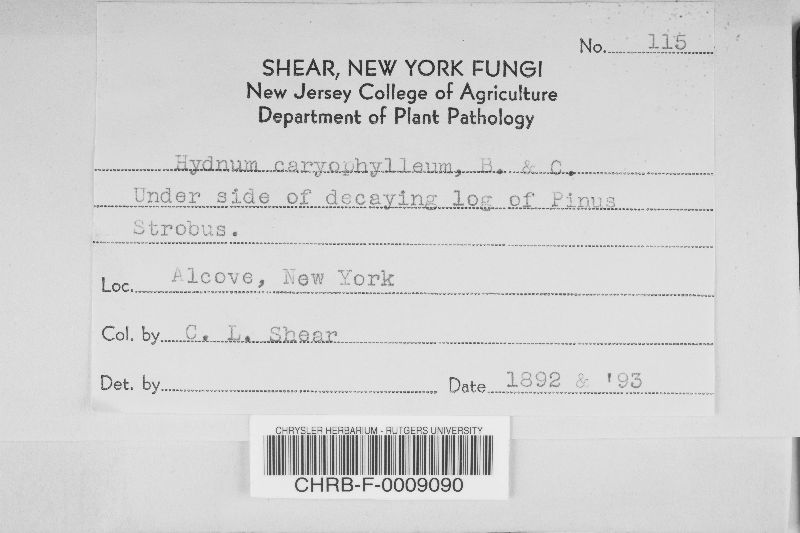 No. 115
SHEAR, NEW YORK FUNGI
New Jersey College of Agriculture
Department of Plant Pathology
Hydnum caryophylleum, B. & C.
Under side of decaying log of Pinus
Strobus.
Loc. Alcove, New York
Col. by C. L. Shear
Det. by
Date 1892 & '93
CHRYSLER HERBARIUM - RUTGERS UNIVERSITY
CHRB-F-0009090